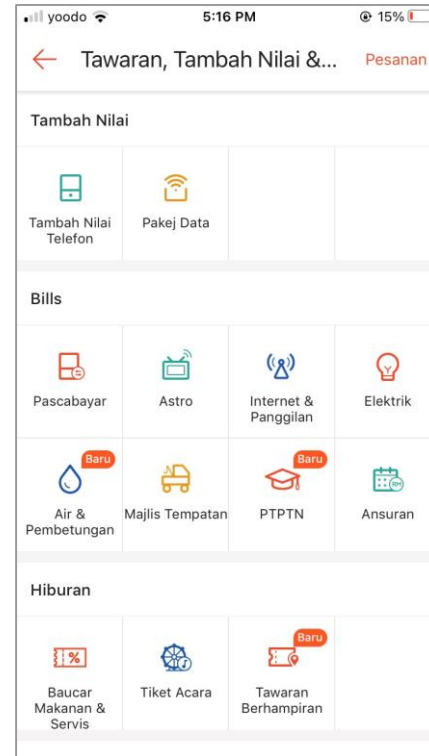 yoodo 5:16 PM 15%
Tawaran, Tambah Nilai &... Pesanan
Tambah Nilai
Tambah Nilai
Telefon
Pakej Data
Bills
Pascabayar
Astro
Internet &
Panggilan
Elektrik
Baru
Air &
Pembetungan
Majlis Tempatan
Baru
PTPTN
RM
Ansuran
Hiburan
%
Baucar
Makanan &
Servis
Tiket Acara
Baru
Tawaran
Berhampiran